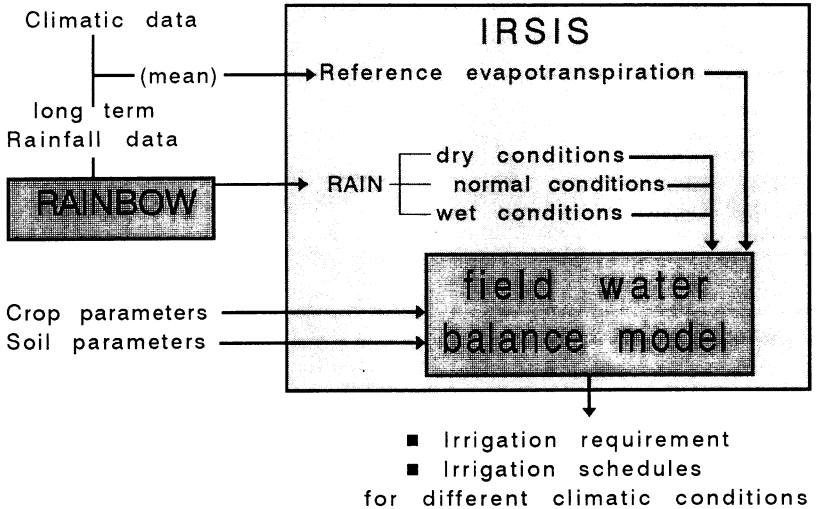 Climatic data
IRSIS
(mean)
Reference evapotranspiration
long term
Rainfall data
RAINBOW
RAIN
dry conditions
normal conditions
wet conditions
field water
balance model
Crop parameters
Soil parameters
■ Irrigation requirement
■ Irrigation schedules
for different climatic conditions